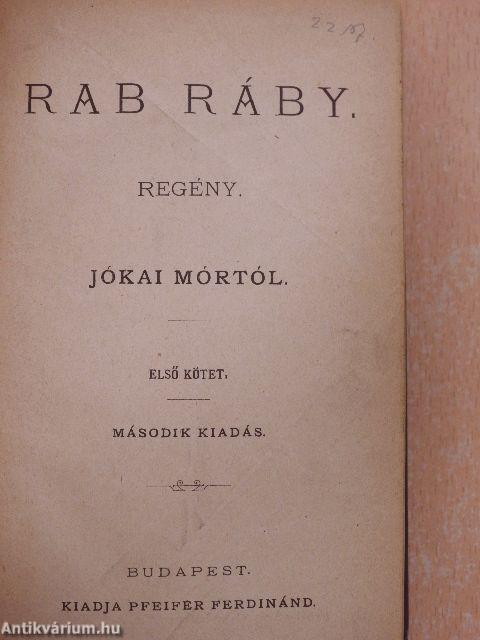 RAB RÁBY.
REGÉNY.
JÓKAI MÓRTÓL.
ELSŐ KÖTET.
MÁSODIK KIADÁS.
BUDAPEST.
KIADJA PFEIFER FERDINÁND.
Antikvárium.hu